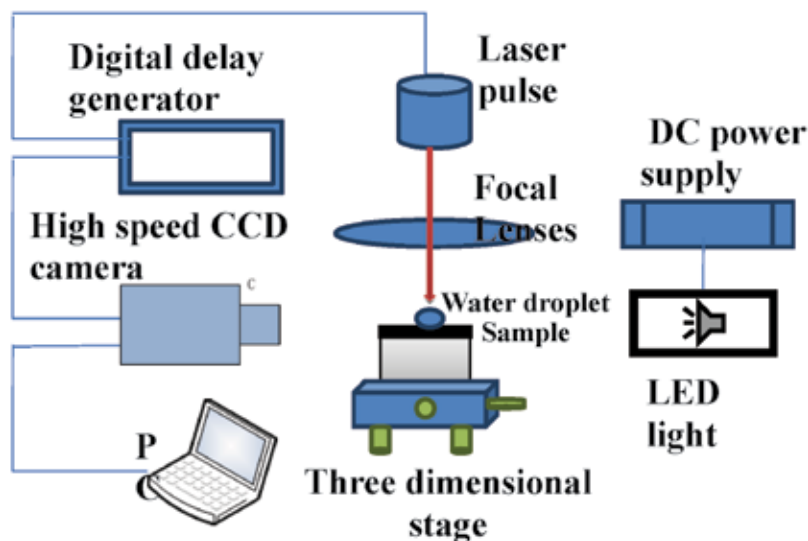 Digital delay
generator
Laser
pulse
DC power
supply
Focal
Lenses
High speed CCD
camera
C
Water droplet
Sample
LED
light
PC
Three dimensional
stage